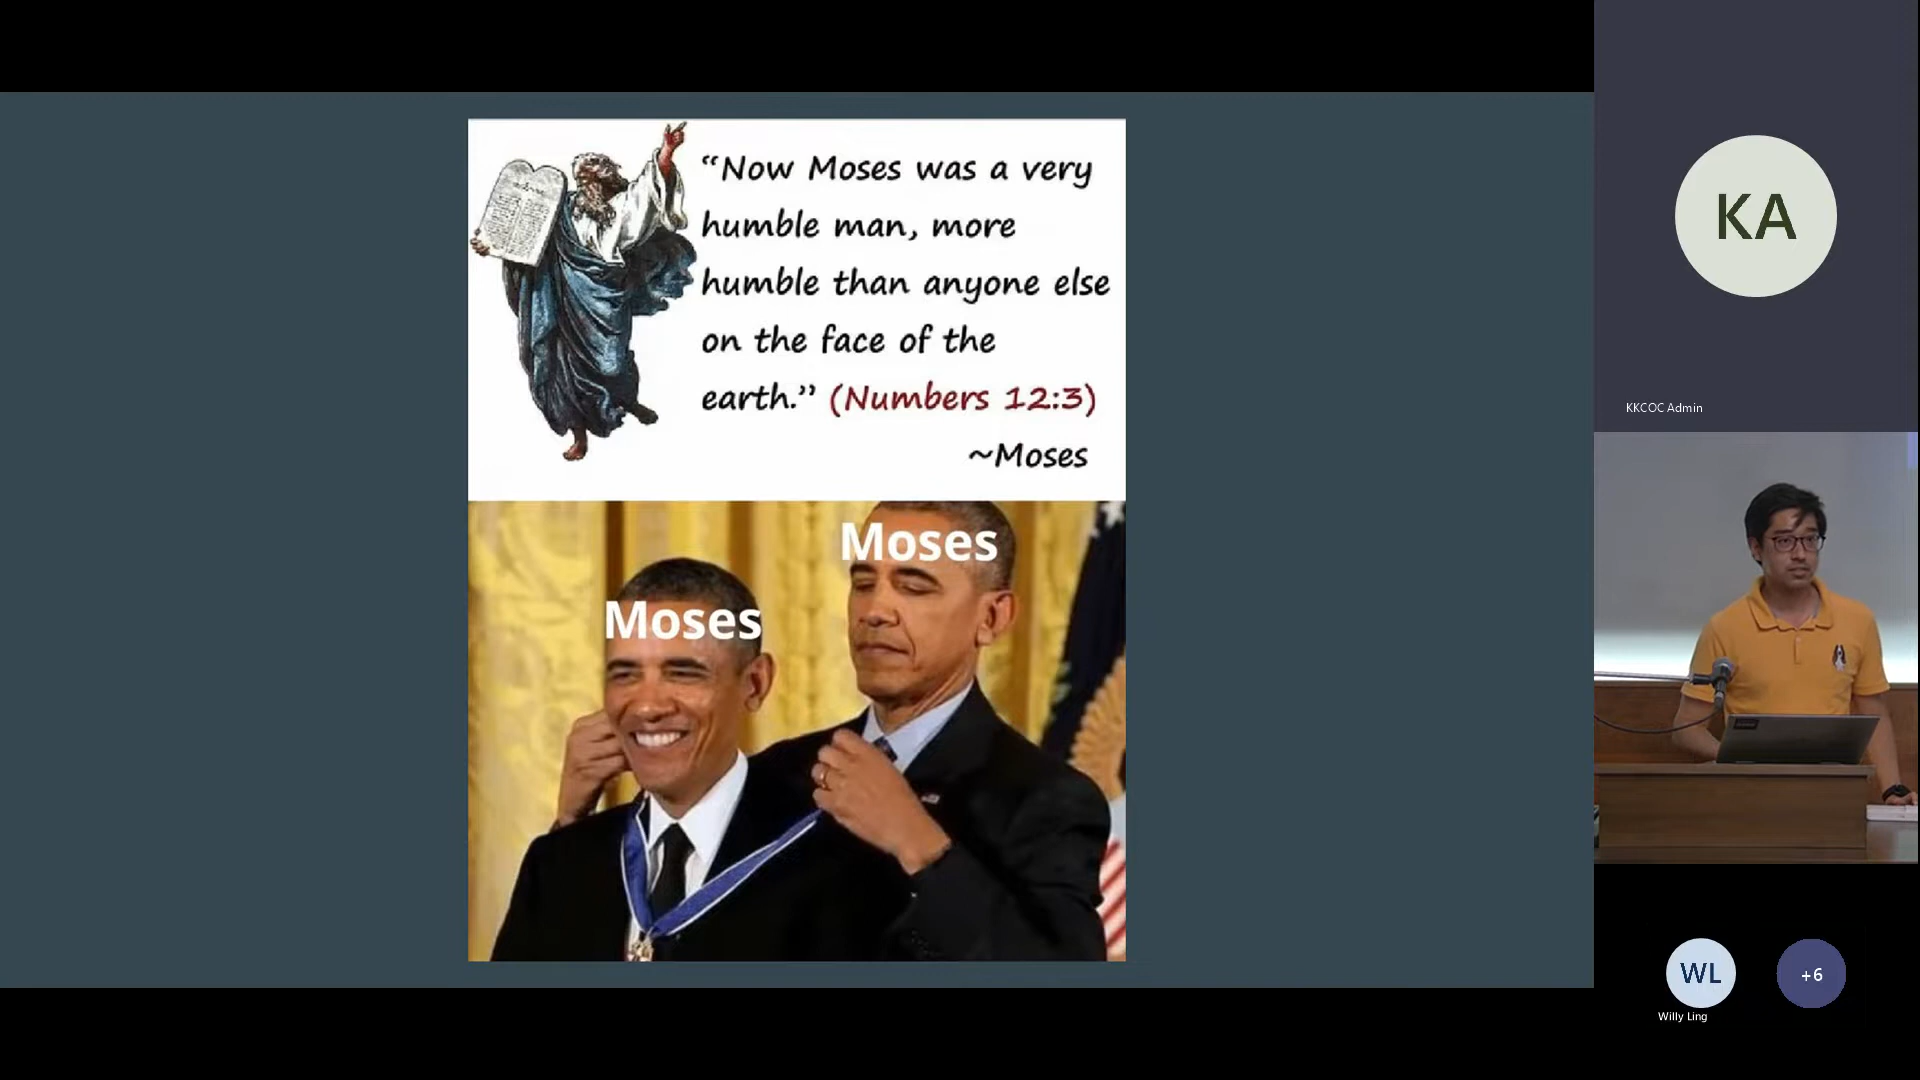 “Now Moses was a very
humble man, more
humble than anyone else
on the face of the
earth.” (Numbers 12:3)
~Moses
Moses
Moses
KA
KKCOC Admin
WL
+6
Willy Ling